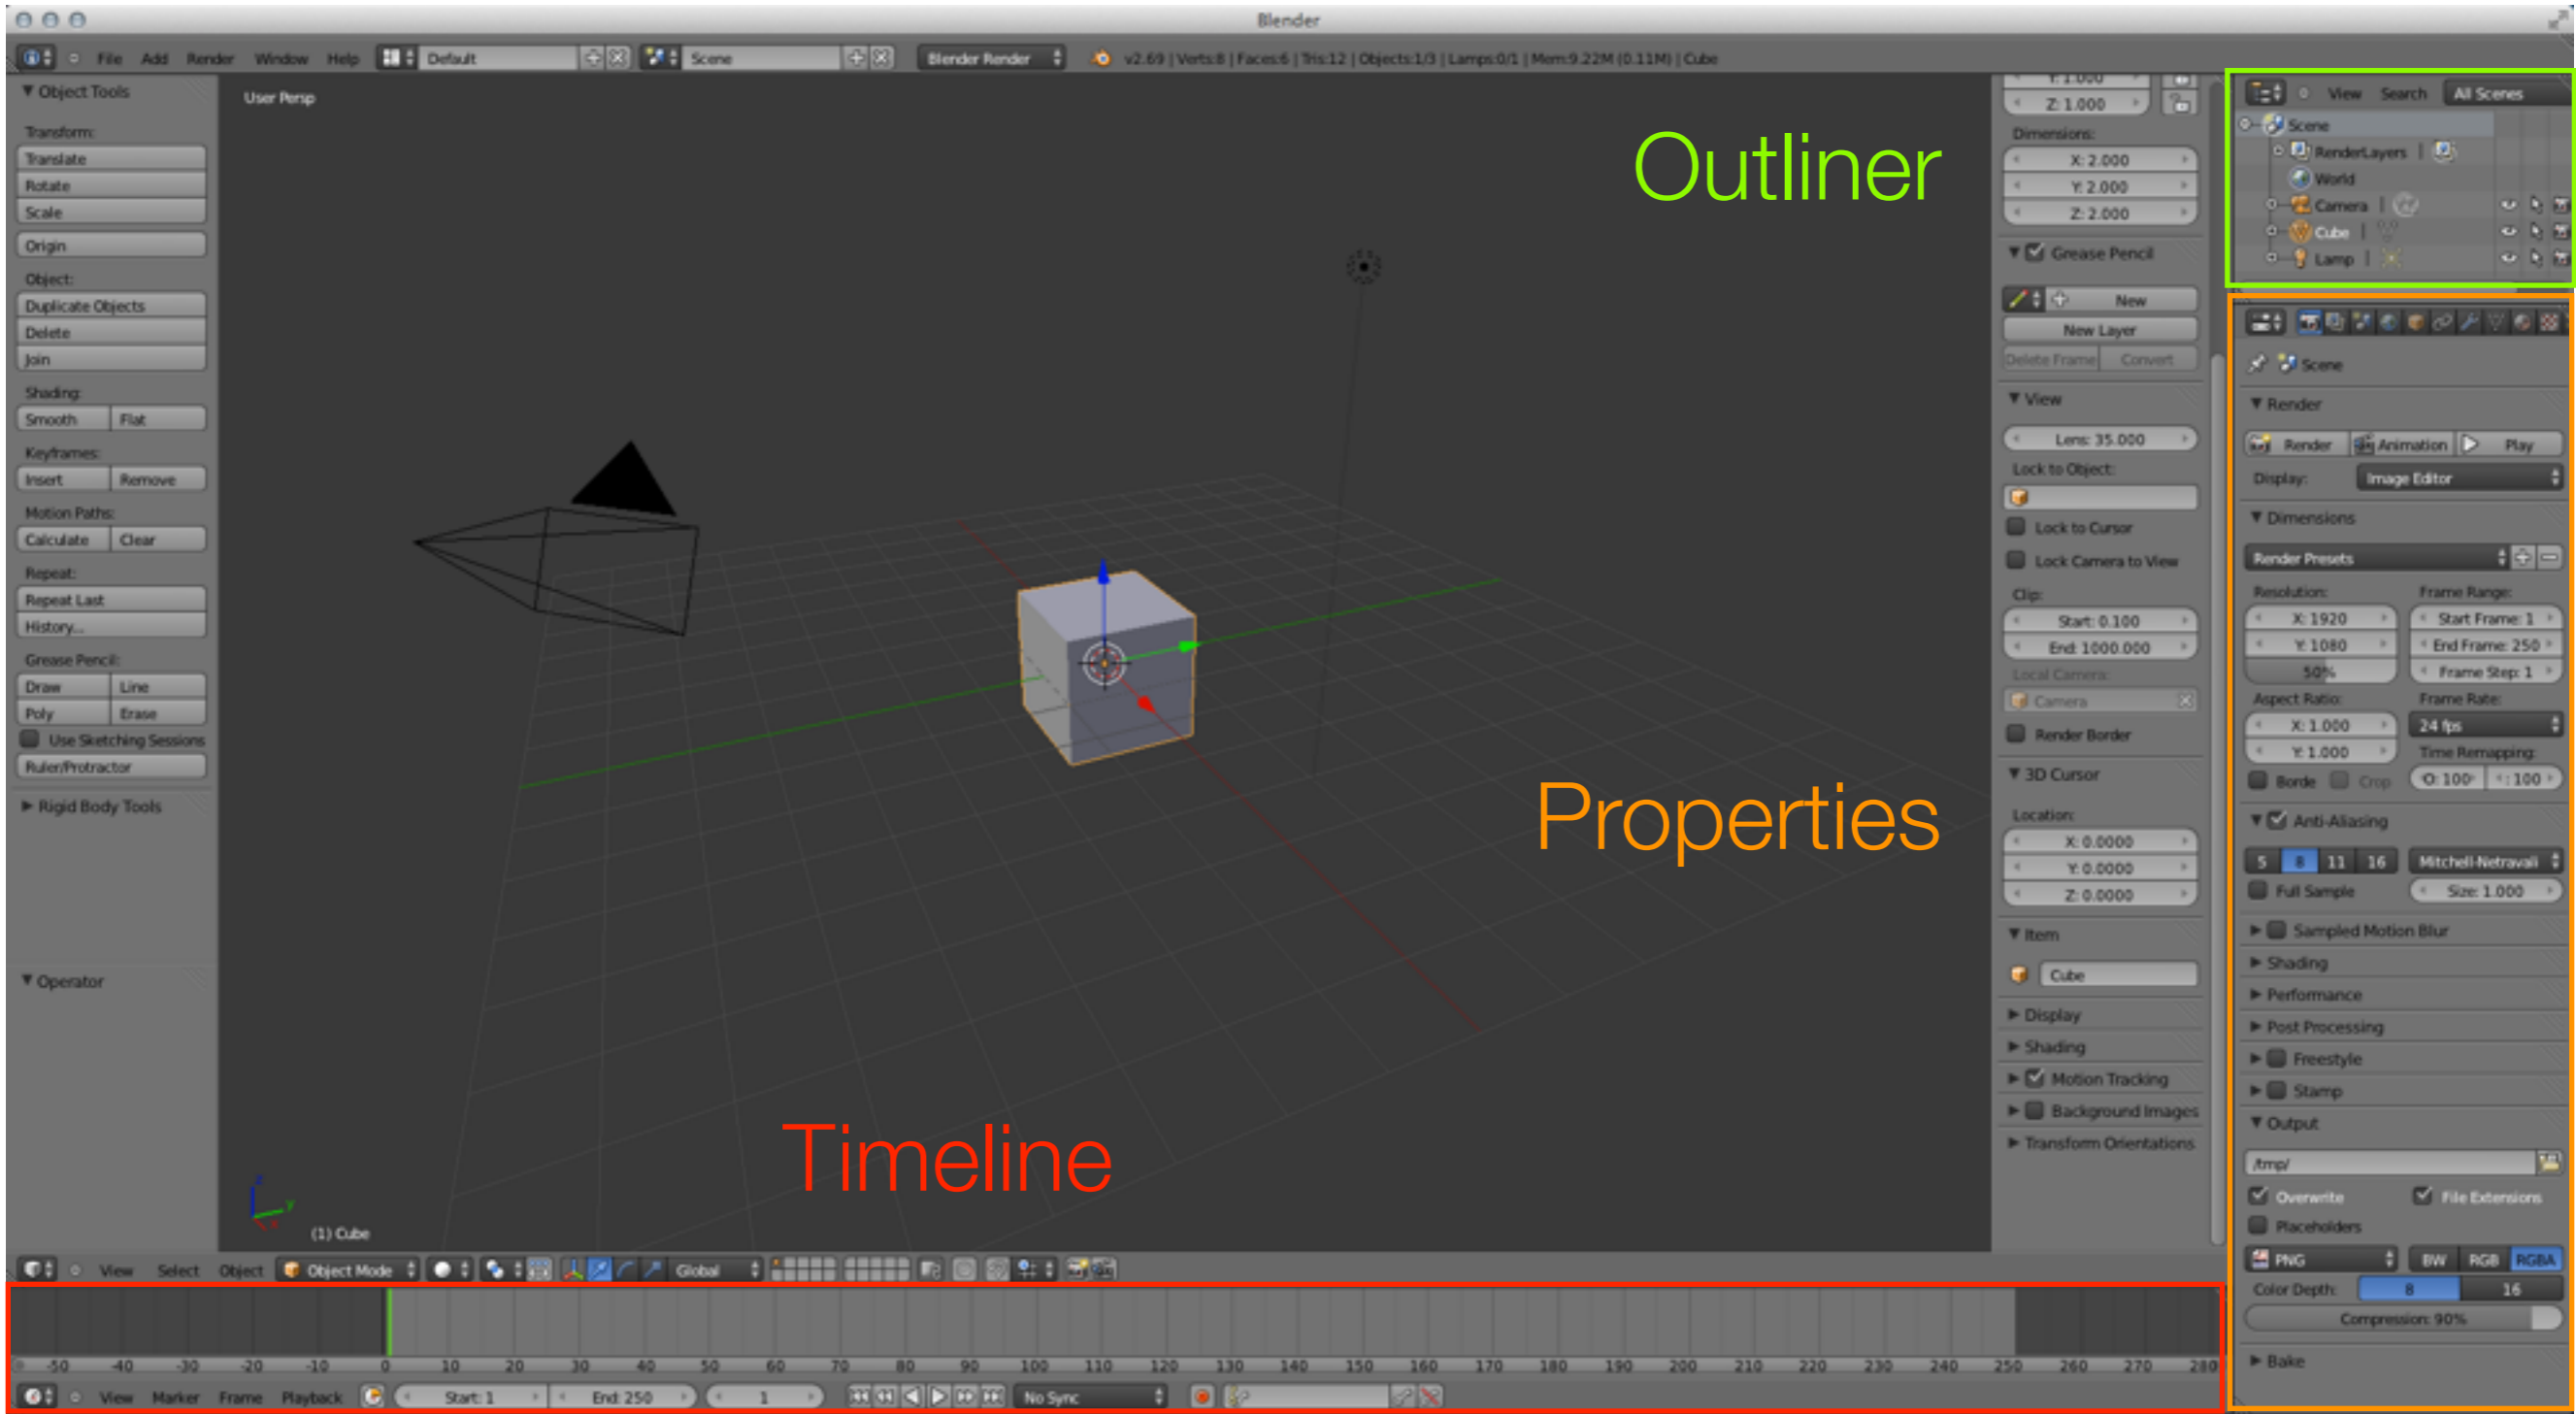 Blender
File Add Render Window Help Default Scene Blender Render v2.69 | Verts:8 | Faces:6 | Tris:12 | Objects:1/3 | Lamps:0/1 | Mem:9.22M (0.11M) | Cube
Object Tools
Transform:
Translate
Rotate
Scale
Origin
Object:
Duplicate Objects
Delete
Join
Shading:
Smooth Flat
Keyframes:
Insert Remove
Motion Paths:
Calculate Clear
Repeat:
Repeat Last
History...
Grease Pencil:
Draw Line
Poly Erase
Use Sketching Sessions
Ruler/Protractor
Rigid Body Tools
Operator
User Persp
Outliner
Properties
Timeline
z
y
x
(1) Cube
Y: 1.000
Z: 1.000
Dimensions:
X: 2.000
Y: 2.000
Z: 2.000
Grease Pencil
New
New Layer
Delete Frame Convert
View
Lens: 35.000
Lock to Object:
Lock to Cursor
Lock Camera to View
Clip:
Start: 0.100
End: 1000.000
Local Camera:
Camera
Render Border
3D Cursor
Location:
X: 0.0000
Y: 0.0000
Z: 0.0000
Item
Cube
Display
Shading
Motion Tracking
Background Images
Transform Orientations
View Search All Scenes
Scene
RenderLayers |
World
Camera |
Cube |
Lamp |
Scene
Render
Render Animation Play
Display: Image Editor
Dimensions
Render Presets
Resolution: Frame Range:
X: 1920 Start Frame: 1
Y: 1080 End Frame: 250
50% Frame Step: 1
Aspect Ratio: Frame Rate:
X: 1.000 24 fps
Y: 1.000 Time Remapping:
Borde Crop O: 100 : 100
Anti-Aliasing
5 8 11 16 Mitchell-Netravali
Full Sample Size: 1.000
Sampled Motion Blur
Shading
Performance
Post Processing
Freestyle
Stamp
Output
/tmp/
Overwrite File Extensions
Placeholders
PNG BW RGB RGBA
Color Depth: 8 16
Compression: 90%
Bake
View Select Object Object Mode Global
-50 -40 -30 -20 -10 0 10 20 30 40 50 60 70 80 90 100 110 120 130 140 150 160 170 180 190 200 210 220 230 240 250 260 270 280
View Marker Frame Playback Start: 1 End: 250 1 No Sync